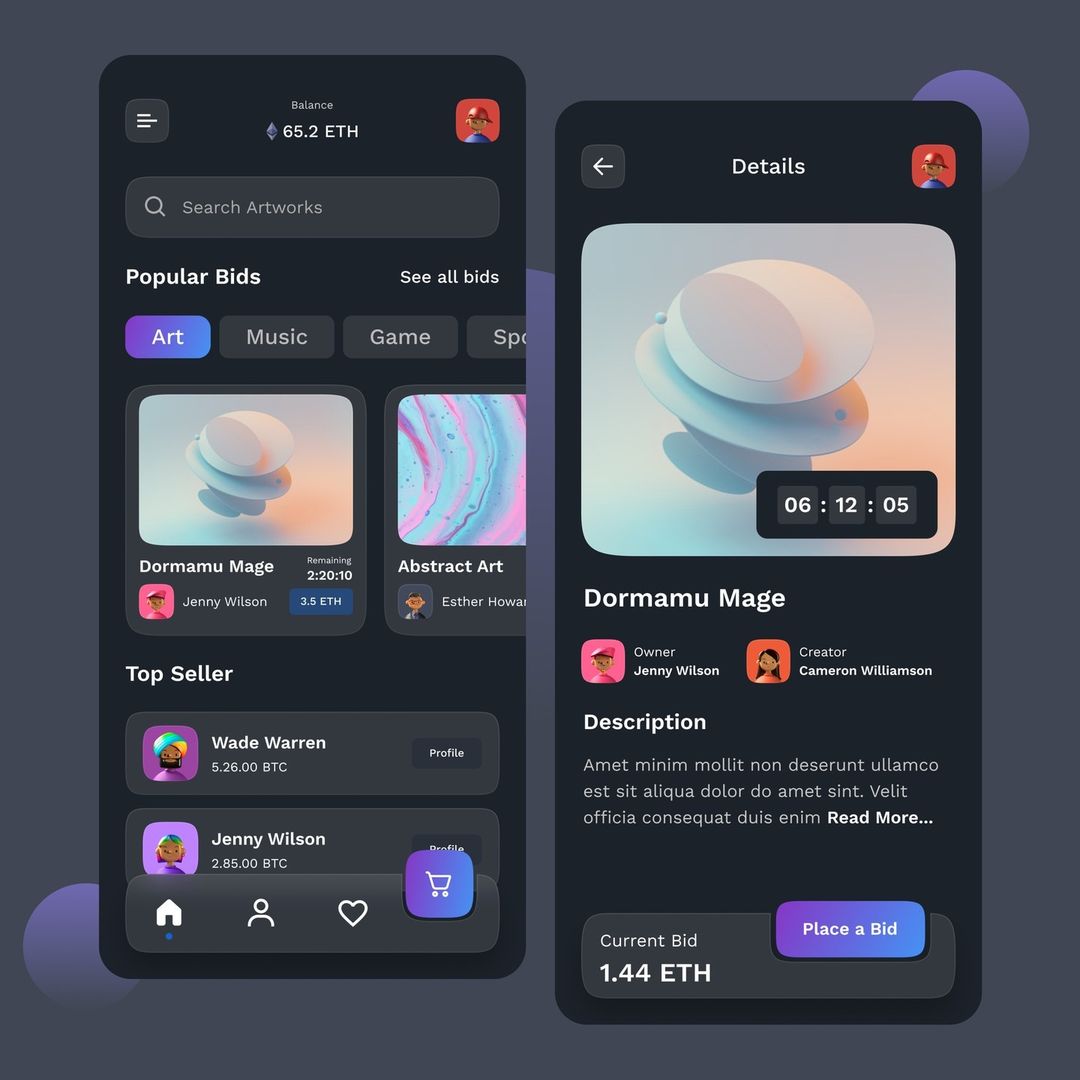 Balance
65.2 ETH
Search Artworks
Popular Bids
See all bids
Art
Music
Game
Spo
Dormamu Mage
Remaining
2:20:10
Jenny Wilson
3.5 ETH
Abstract Art
Esther Howar
Top Seller
Wade Warren
5.26.00 BTC
Profile
Jenny Wilson
2.85.00 BTC
Profile
Details
06 : 12 : 05
Dormamu Mage
Owner
Jenny Wilson
Creator
Cameron Williamson
Description
Amet minim mollit non deserunt ullamco
est sit aliqua dolor do amet sint. Velit
officia consequat duis enim Read More...
Current Bid
1.44 ETH
Place a Bid